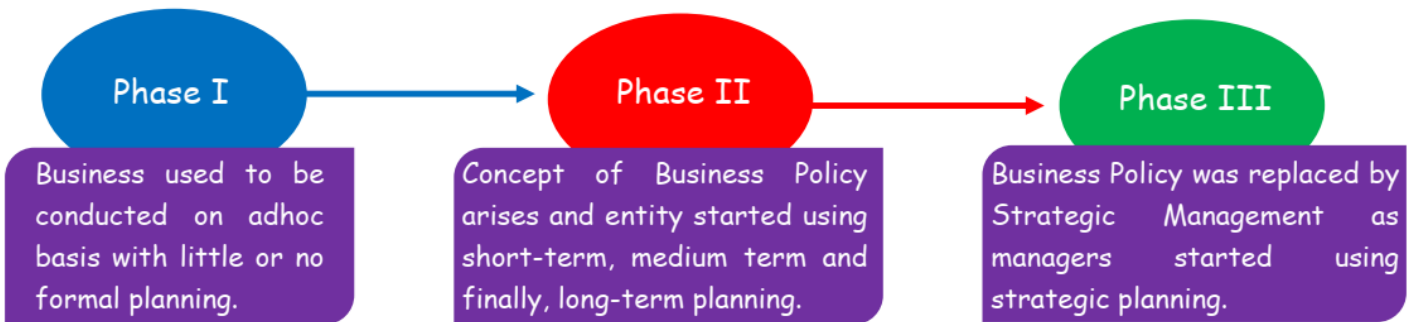 Phase I
Business used to be
conducted on adhoc
basis with little or no
formal planning.
Phase II
Concept of Business Policy
arises and entity started using
short-term, medium term and
finally, long-term planning.
Phase III
Business Policy was replaced by
Strategic Management as
managers started using
strategic planning.